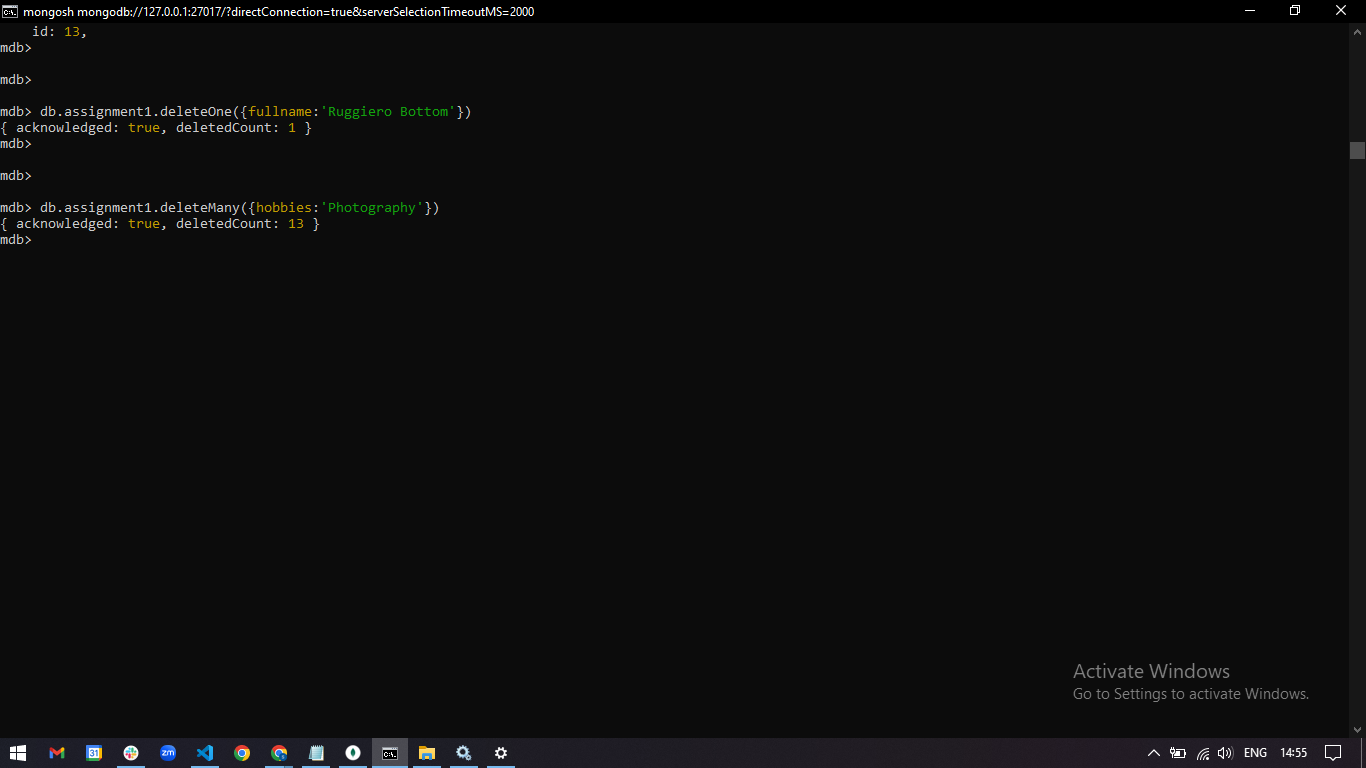 mongosh mongodb://127.0.0.1:27017/?directConnection=true&serverSelectionTimeoutMS=2000
id: 13,
mdb>
mdb>
mdb> db.assignment1.deleteOne({fullname:'Ruggiero Bottom'})
{ acknowledged: true, deletedCount: 1 }
mdb>
mdb>
mdb> db.assignment1.deleteMany({hobbies:'Photography'})
{ acknowledged: true, deletedCount: 13 }
mdb>
Activate Windows
Go to Settings to activate Windows.
31
zm
C:\.
ENG
14:55